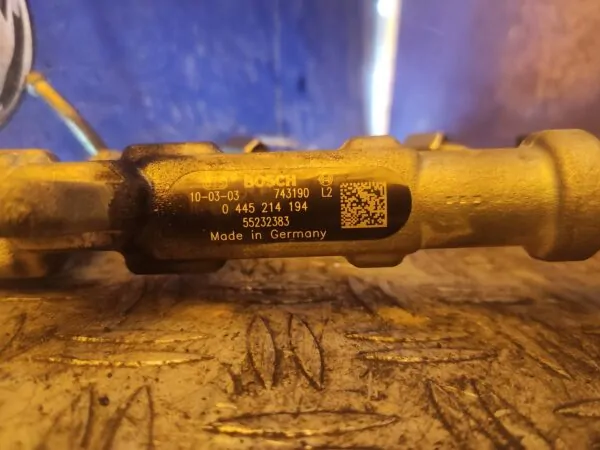 BOSCH
10-03-03 743190 L2
0 445 214 194
55232383
Made in Germany